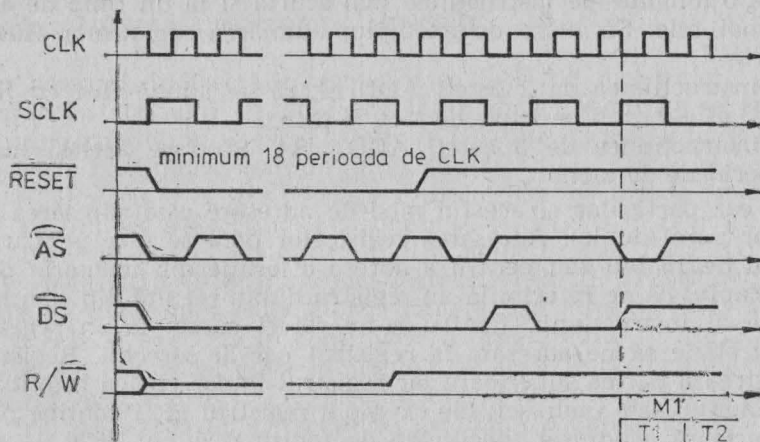 CLK
SCLK
minimum 18 perioada de CLK
RESET
AS
DS
R/W
M1
T1 T2